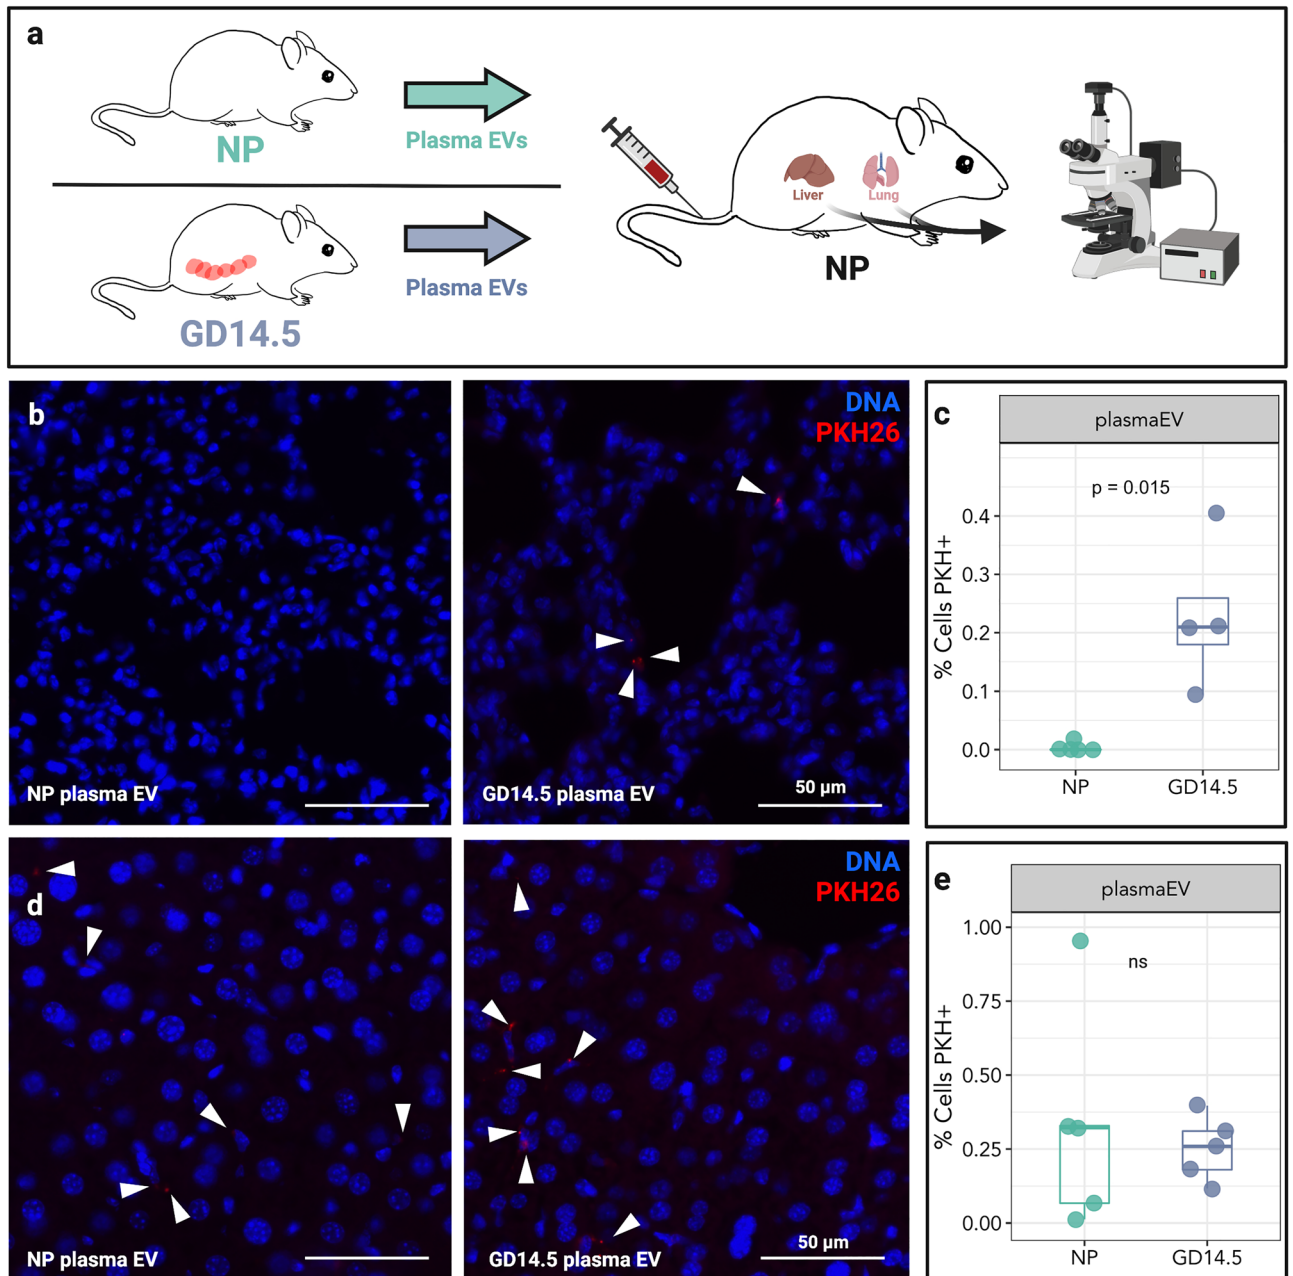 a
NP
Plasma EVs
GD14.5
Plasma EVs
Liver
Lung
NP
b
NP plasma EV
DNA
PKH26
GD14.5 plasma EV
50 µm
c
plasmaEV
p = 0.015
% Cells PKH+
0.4
0.3
0.2
0.1
0.0
NP
GD14.5
d
NP plasma EV
DNA
PKH26
GD14.5 plasma EV
50 µm
e
plasmaEV
ns
% Cells PKH+
1.00
0.75
0.50
0.25
0.00
NP
GD14.5